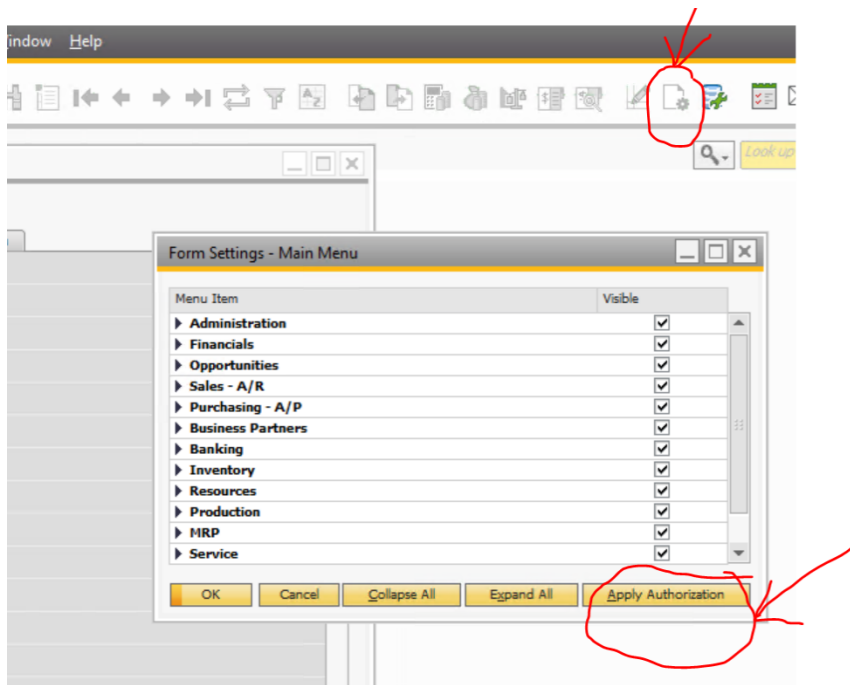 indow Help
Look up
Form Settings - Main Menu
Menu Item Visible
Administration
Financials
Opportunities
Sales - A/R
Purchasing - A/P
Business Partners
Banking
Inventory
Resources
Production
MRP
Service
OK Cancel Collapse All Expand All Apply Authorization